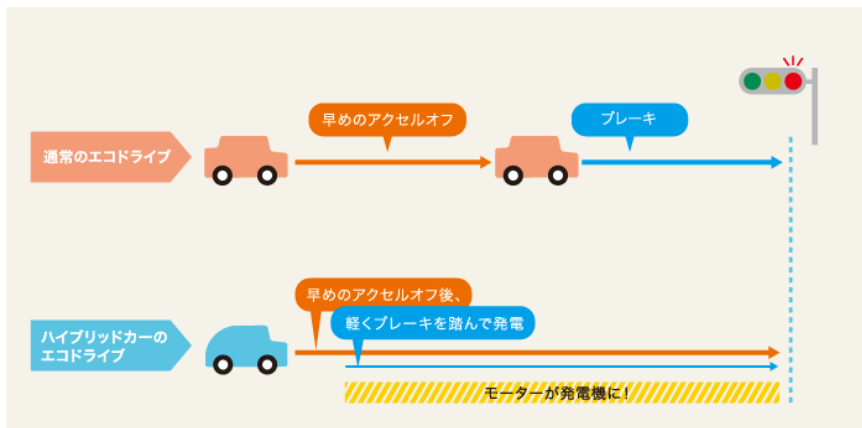 早めのアクセルオフ
ブレーキ
通常のエコドライブ
早めのアクセルオフ後、
軽くブレーキを踏んで発電
ハイブリッドカーの
エコドライブ
モーターが発電機に!